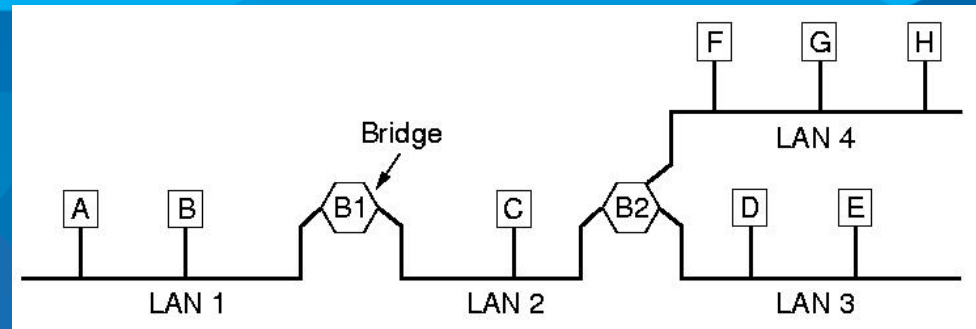 F G H
LAN 4
Bridge
A B B1 C B2 D E
LAN 1 LAN 2 LAN 3